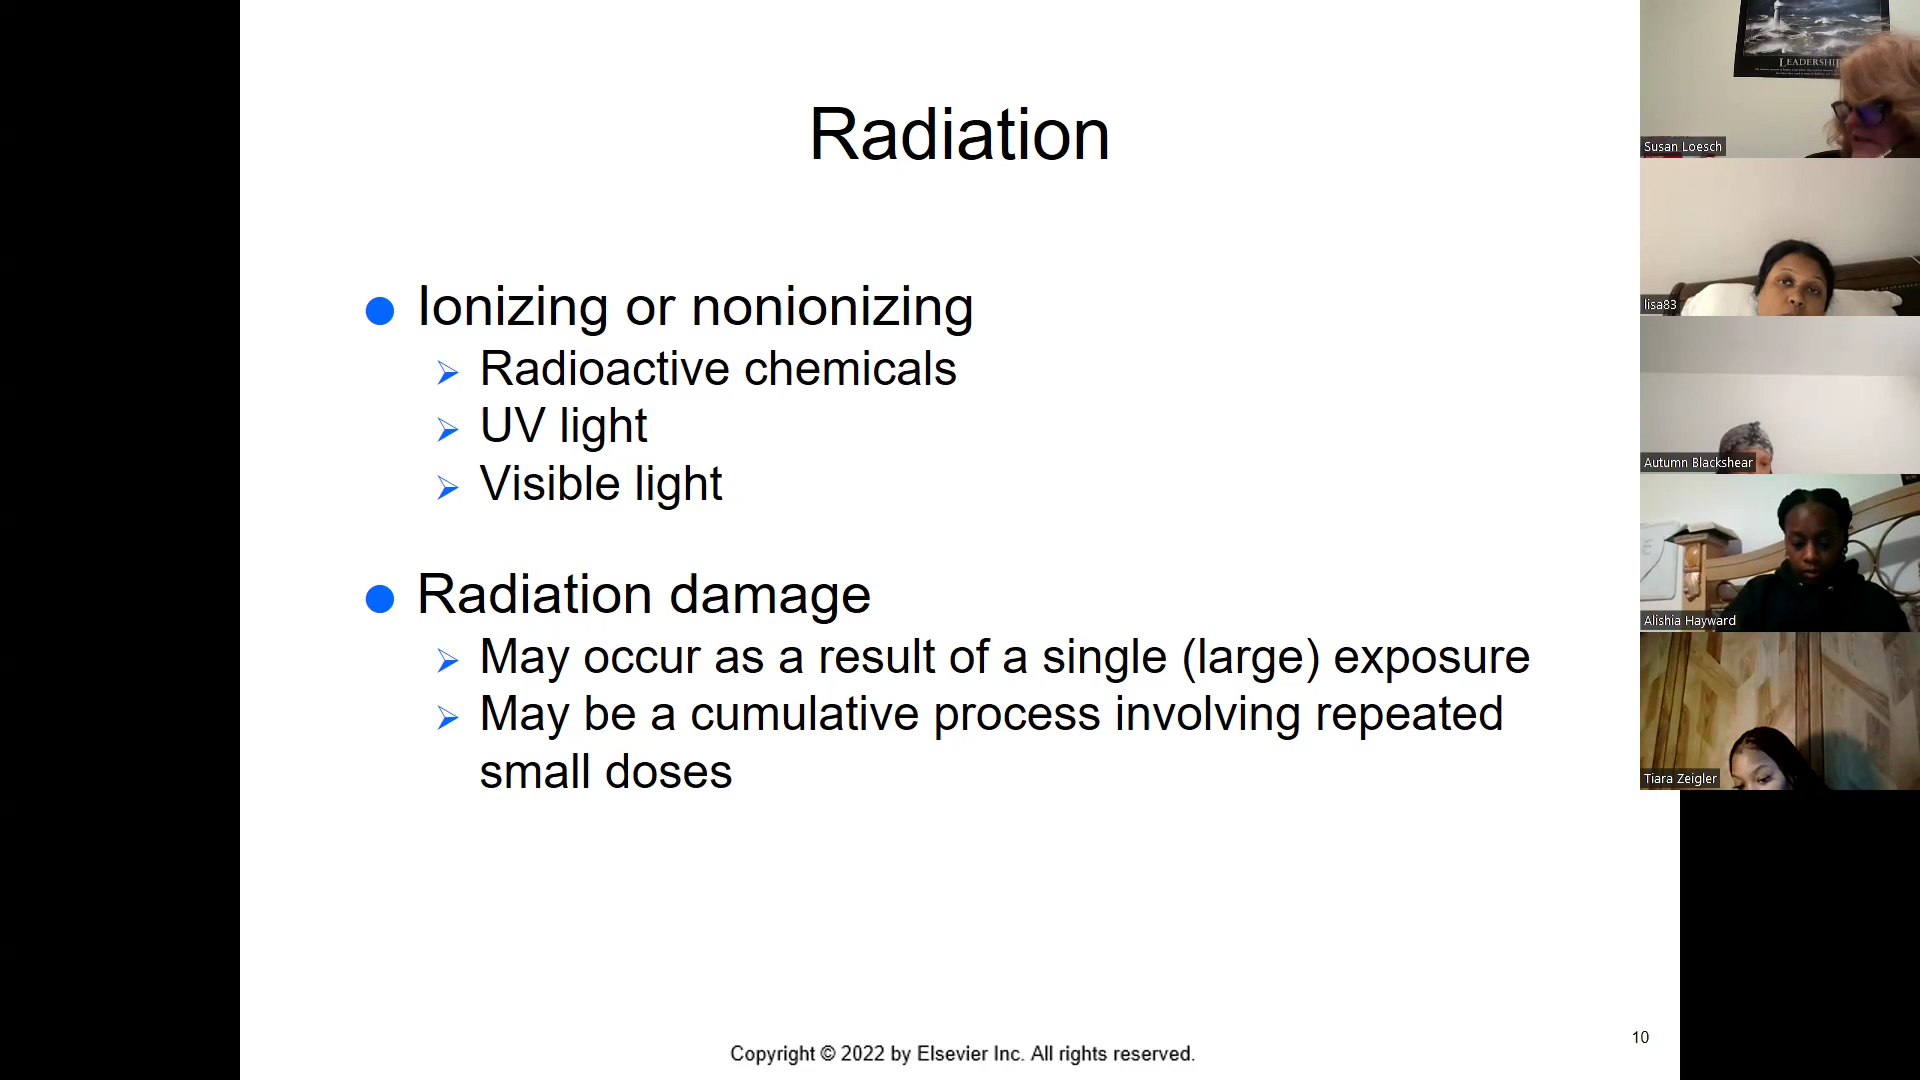 Radiation
Ionizing or nonionizing
Radioactive chemicals
UV light
Visible light
Radiation damage
May occur as a result of a single (large) exposure
May be a cumulative process involving repeated
small doses
10
Copyright © 2022 by Elsevier Inc. All rights reserved.
LEADERSHIP
Susan Loesch
lisa83
Autumn Blackshear
Alishia Hayward
Tiara Zeigler